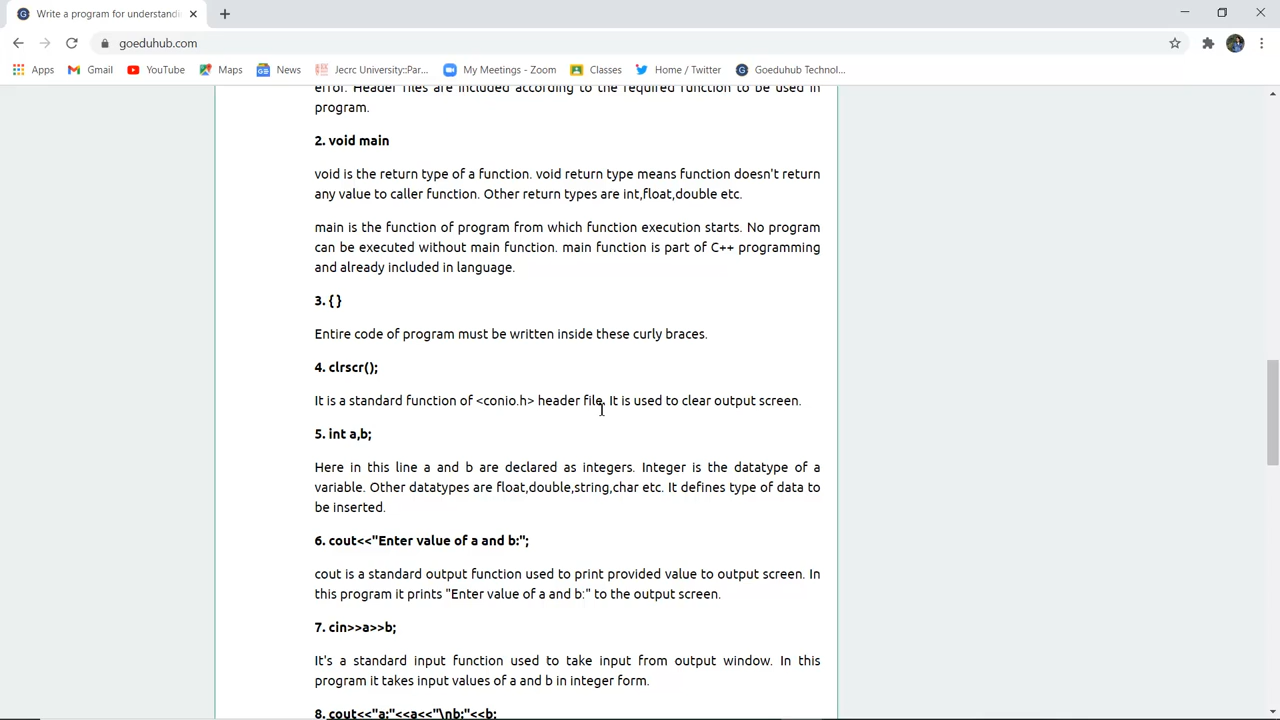 Write a program for understandi
goeduhub.com
Apps Gmail YouTube Maps News Jecrc University::Par... My Meetings - Zoom Classes Home / Twitter Goeduhub Technol...
error. Header files are included according to the required function to be used in
program.
2. void main
void is the return type of a function. void return type means function doesn't return
any value to caller function. Other return types are int,float,double etc.
main is the function of program from which function execution starts. No program
can be executed without main function. main function is part of C++ programming
and already included in language.
3. { }
Entire code of program must be written inside these curly braces.
4. clrscr();
It is a standard function of <conio.h> header file. It is used to clear output screen.
5. int a,b;
Here in this line a and b are declared as integers. Integer is the datatype of a
variable. Other datatypes are float,double,string,char etc. It defines type of data to
be inserted.
6. cout<<"Enter value of a and b:";
cout is a standard output function used to print provided value to output screen. In
this program it prints "Enter value of a and b:" to the output screen.
7. cin>>a>>b;
It's a standard input function used to take input from output window. In this
program it takes input values of a and b in integer form.
8. cout<<"a:"<<a<<"\nb:"<<b;